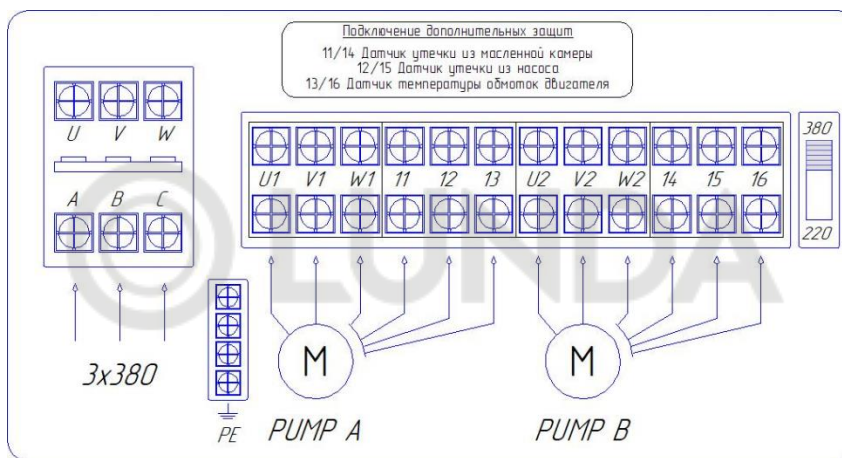 Подключение дополнительных защит
11/14 Датчик утечки из масленной камеры
12/15 Датчик утечки из насоса
13/16 Датчик температуры обмоток двигателя
U V W
A B C
U1 V1 W1 11 12 13 U2 V2 W2 14 15 16
380
220
3x380
PE
M
PUMP A
M
PUMP B
LUNDA